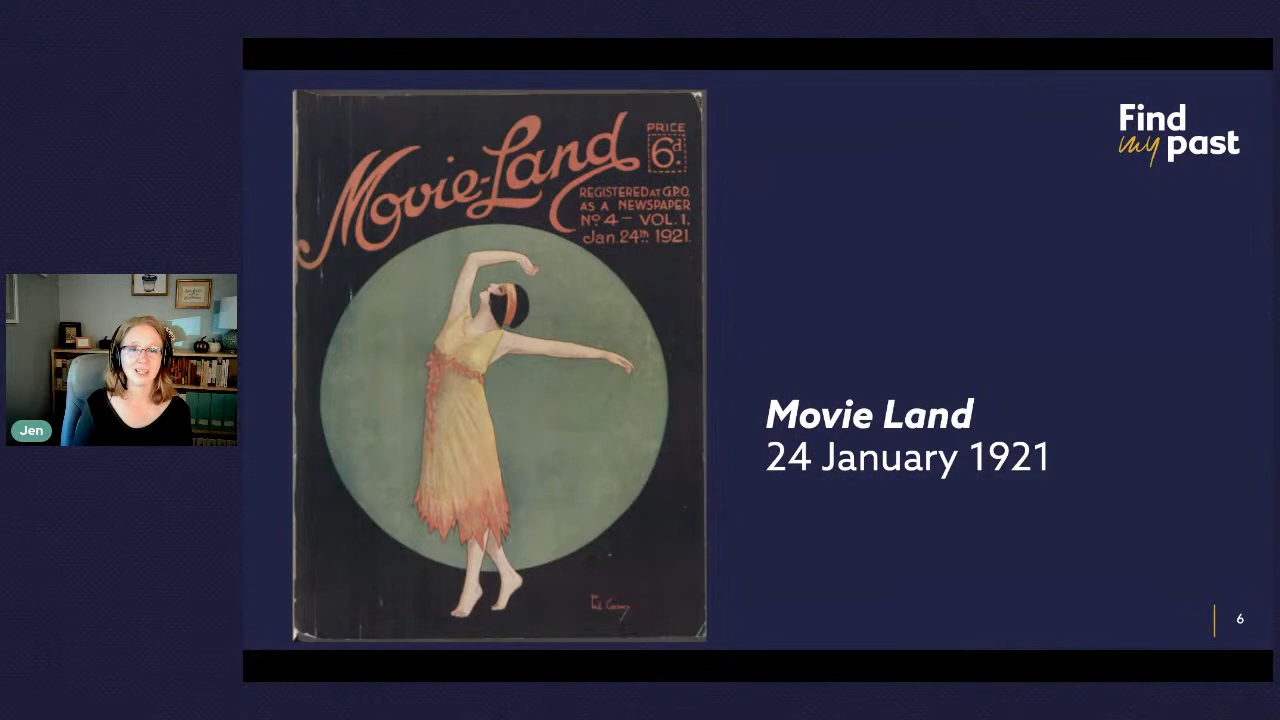 Movie-Land
PRICE
6d.
REGISTERED AT G.P.O.
AS A NEWSPAPER
No 4 – VOL. 1.
Jan. 24th 1921.
Find
my past
Movie Land
24 January 1921
Jen
6